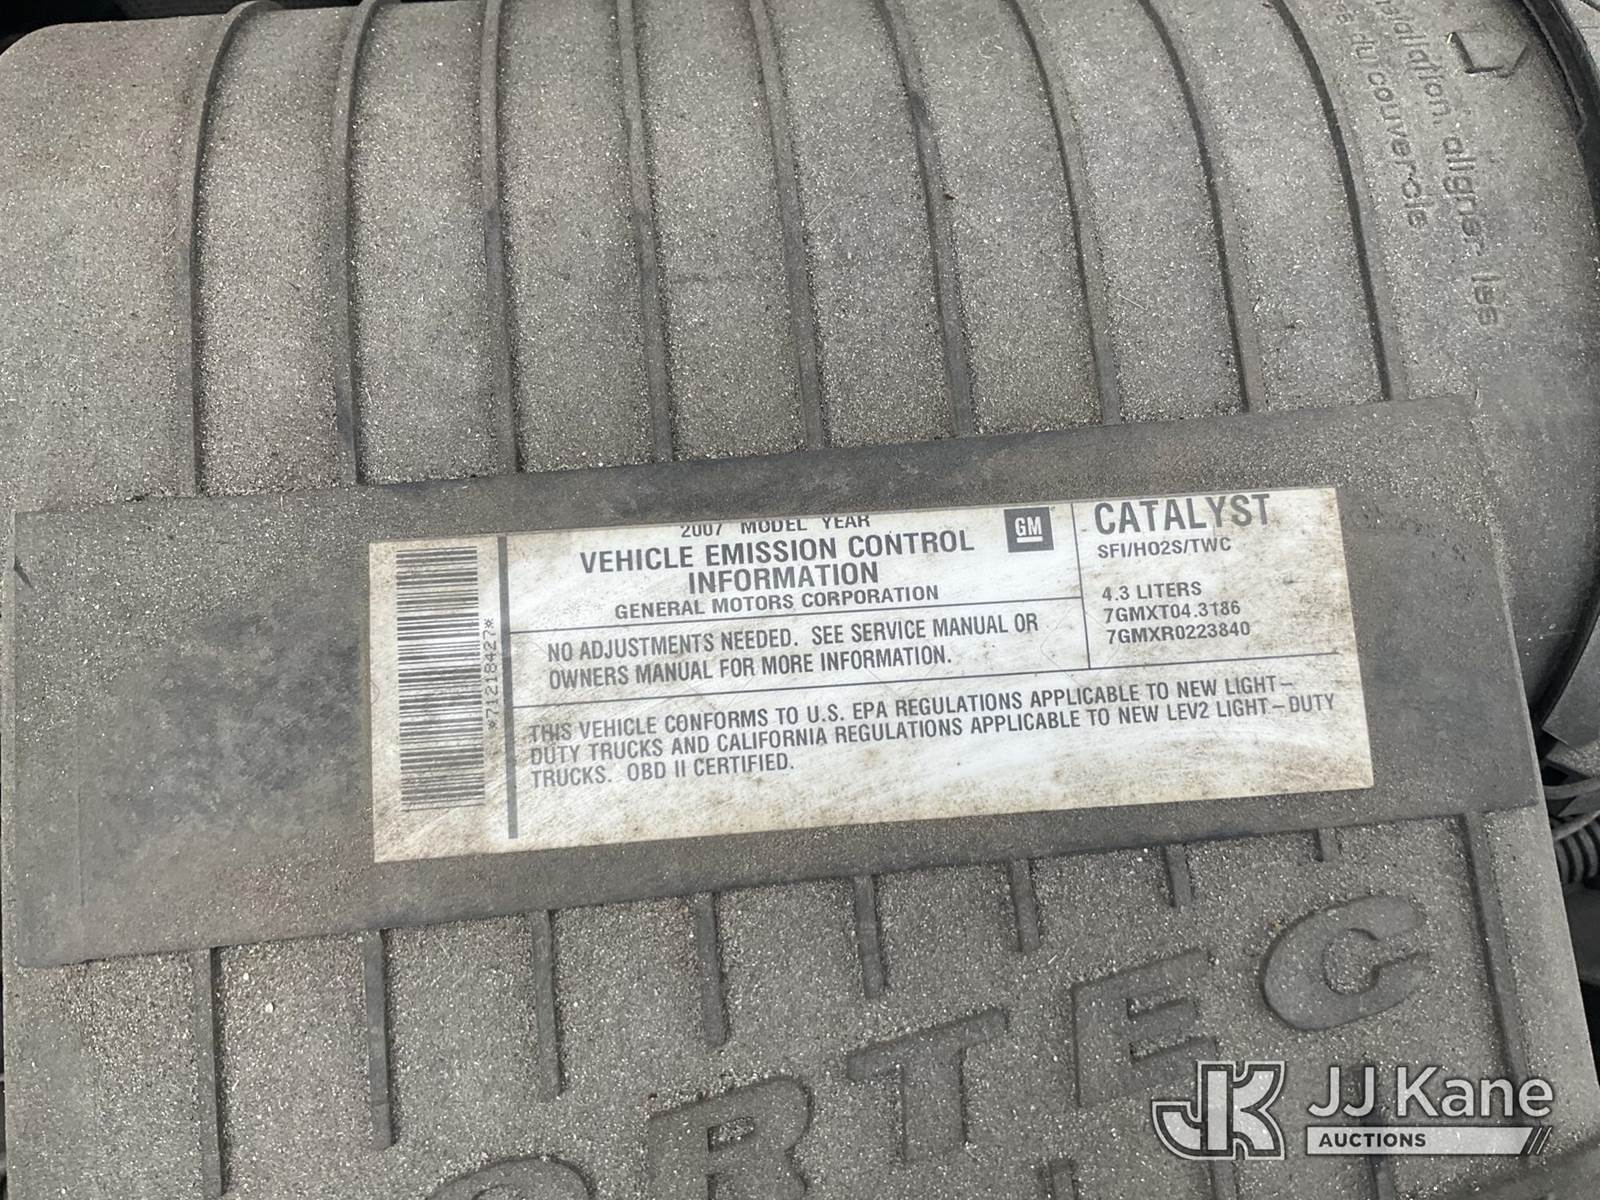 nstallation, aligner les
du couvercle
2007 MODEL YEAR
VEHICLE EMISSION CONTROL
INFORMATION
GENERAL MOTORS CORPORATION
GM
CATALYST
SFI/HO2S/TWC
4.3 LITERS
7GMXT04.3186
7GMXR0223840
NO ADJUSTMENTS NEEDED. SEE SERVICE MANUAL OR
OWNERS MANUAL FOR MORE INFORMATION.
THIS VEHICLE CONFORMS TO U.S. EPA REGULATIONS APPLICABLE TO NEW LIGHT-
DUTY TRUCKS AND CALIFORNIA REGULATIONS APPLICABLE TO NEW LEV2 LIGHT-DUTY
TRUCKS. OBD II CERTIFIED.
*71218427*
ORTEC
JK JJ Kane
AUCTIONS